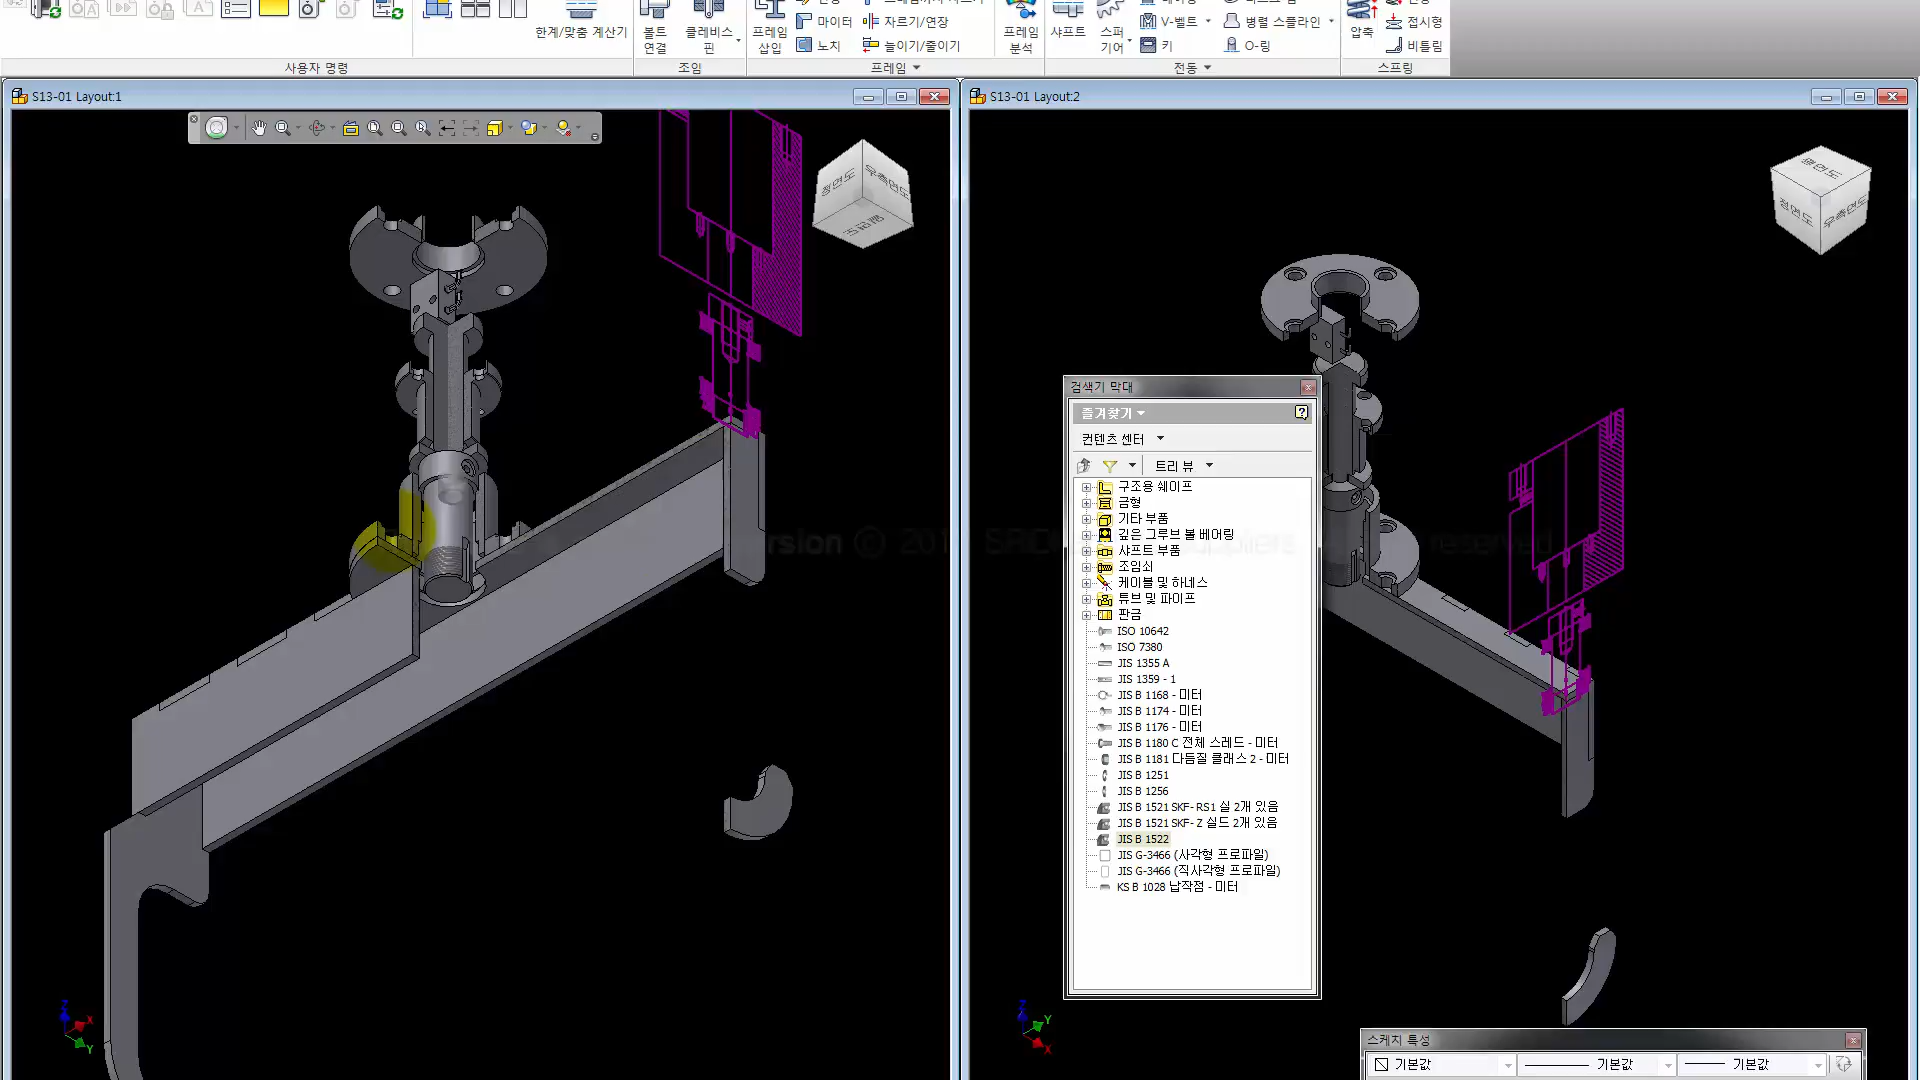 한계/맞춤 계산기
볼트
연결
클레비스
핀
프레임
삽입
마이터
노치
자르기/연장
늘이기/줄이기
프레임
분석
샤프트
스퍼
기어
V-벨트
키
병렬 스플라인
O-링
압축
접시형
비틀림
사용자 명령
조임
프레임
전동
스프링
S13-01 Layout:1
S13-01 Layout:2
정면도
우측면도
평면도
정면도
우측면도
검색기 막대
즐겨찾기
컨텐츠 센터
트리 뷰
구조용 쉐이프
금형
기타 부품
깊은 그루브 볼 베어링
샤프트 부품
조임쇠
케이블 및 하네스
튜브 및 파이프
판금
ISO 10642
ISO 7380
JIS 1355 A
JIS 1359 - 1
JIS B 1168 - 미터
JIS B 1174 - 미터
JIS B 1176 - 미터
JIS B 1180 C 전체 스레드 - 미터
JIS B 1181 다듬질 클래스 2 - 미터
JIS B 1251
JIS B 1256
JIS B 1521 SKF- RS1 실 2개 있음
JIS B 1521 SKF- Z 실드 2개 있음
JIS B 1522
JIS G-3466 (사각형 프로파일)
JIS G-3466 (직사각형 프로파일)
KS B 1028 납작점 - 미터
Z
X
Y
Z
Y
X
스케치 특성
기본값
기본값
기본값